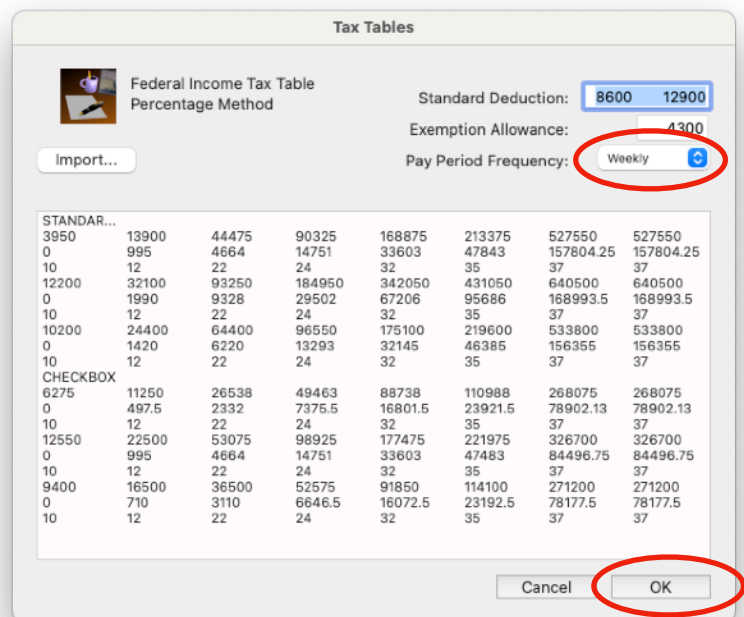 Tax Tables
Federal Income Tax Table
Percentage Method
Standard Deduction: 8600 12900
Exemption Allowance: 4300
Import...
Pay Period Frequency: Weekly
STANDAR...
3950 13900 44475 90325 168875 213375 527550 527550
0 995 4664 14751 33603 47843 157804.25 157804.25
10 12 22 24 32 35 37 37
12200 32100 93250 184950 342050 431050 640500 640500
0 1990 9328 29502 67206 95686 168993.5 168993.5
10 12 22 24 32 35 37 37
10200 24400 64400 96550 175100 219600 533800 533800
0 1420 6220 13293 32145 46385 156355 156355
10 12 22 24 32 35 37 37
CHECKBOX
6275 11250 26538 49463 88738 110988 268075 268075
0 497.5 2332 7375.5 16801.5 23921.5 78902.13 78902.13
10 12 22 24 32 35 37 37
12550 22500 53075 98925 177475 221975 326700 326700
0 995 4664 14751 33603 47483 84496.75 84496.75
10 12 22 24 32 35 37 37
9400 16500 36500 52575 91850 114100 271200 271200
0 710 3110 6646.5 16072.5 23192.5 78177.5 78177.5
10 12 22 24 32 35 37 37
Cancel OK